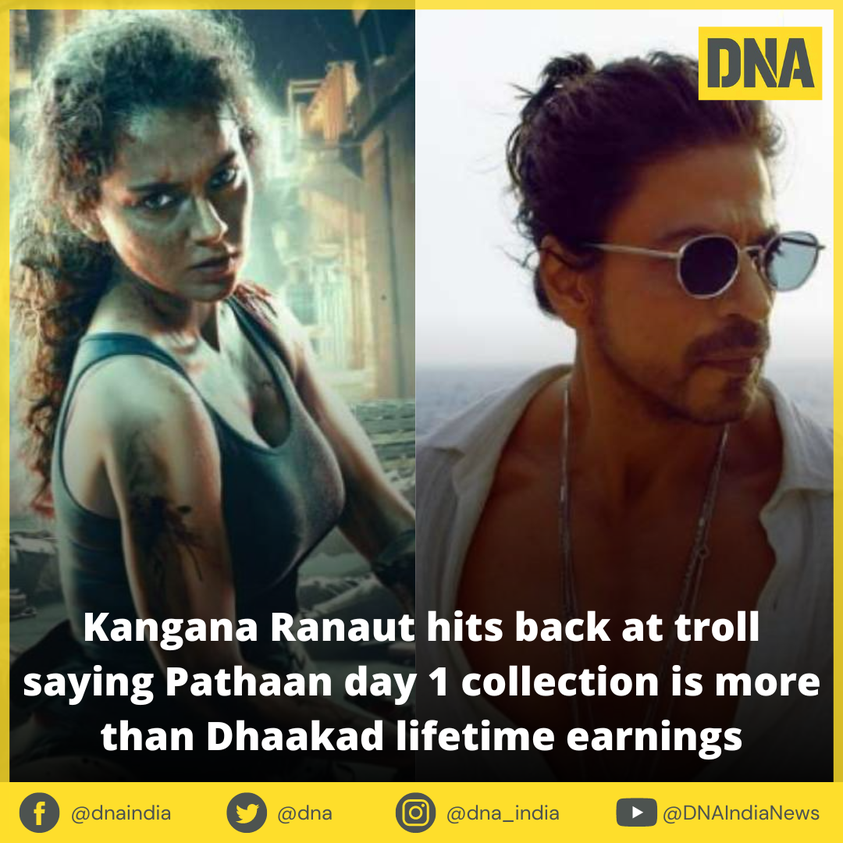 DNA
Kangana Ranaut hits back at troll
saying Pathaan day 1 collection is more
than Dhaakad lifetime earnings
@dnaindia @dna @dna_india @DNAIndiaNews